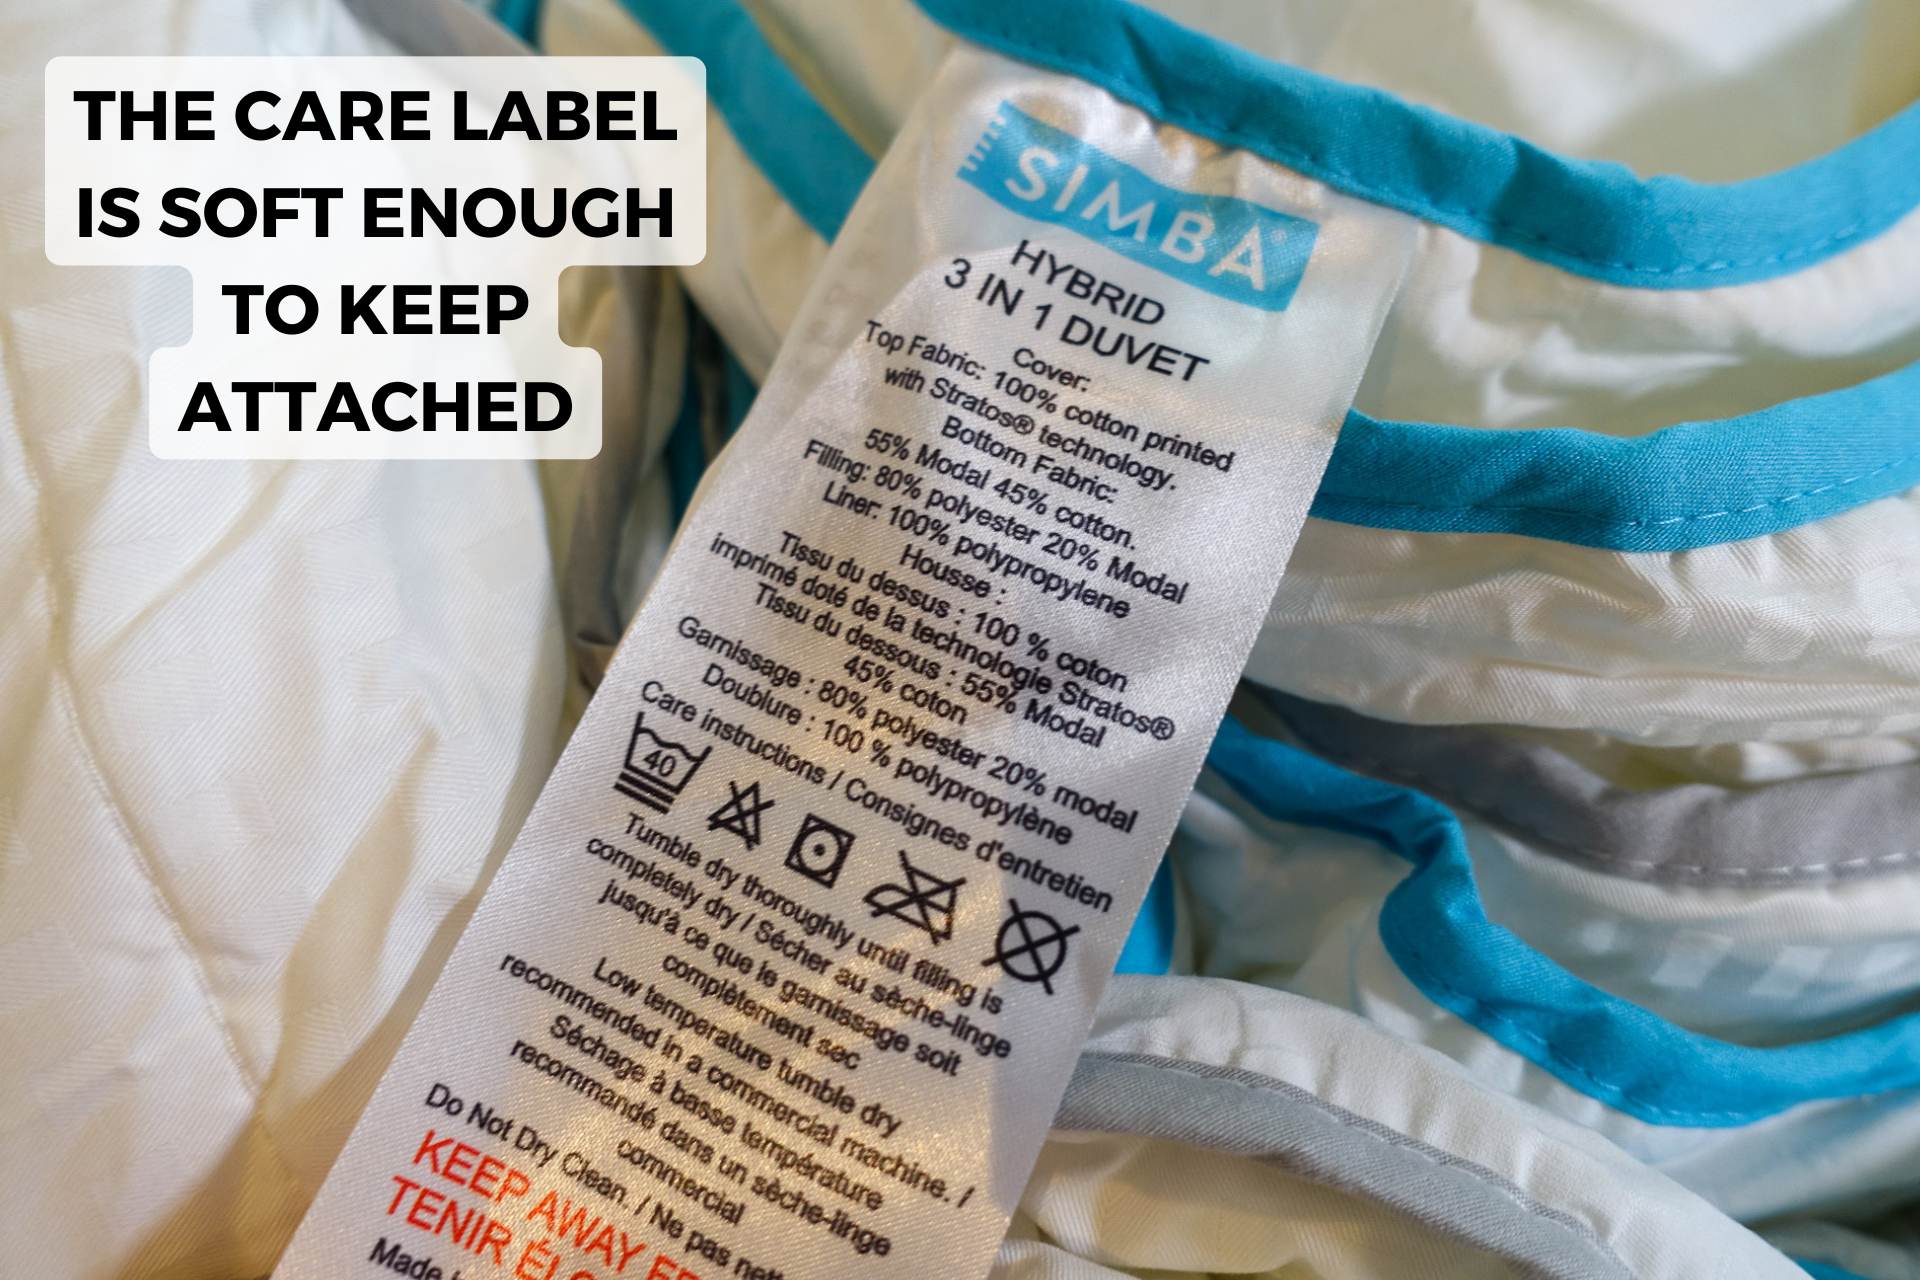 THE CARE LABEL
IS SOFT ENOUGH
TO KEEP
ATTACHED
SIMBA®
HYBRID
3 IN 1 DUVET
Cover:
Top Fabric: 100% cotton printed
with Stratos® technology.
Bottom Fabric:
55% Modal 45% cotton.
Filling: 80% polyester 20% Modal
Liner: 100% polypropylene
Housse :
Tissu du dessus : 100 % coton
imprimé doté de la technologie Stratos®
Tissu du dessous : 55% Modal
45% coton
Garnissage : 80% polyester 20% modal
Doublure : 100 % polypropylène
Care instructions / Consignes d'entretien
40
Tumble dry thoroughly until filling is
completely dry / Sécher au sèche-linge
jusqu'à ce que le garnissage soit
complètement sec
Low temperature tumble dry
recommended in a commercial machine. /
Séchage à basse température
recommandé dans un sèche-linge
commercial
Do Not Dry Clean. / Ne pas
KEEP AWAY
TENIR
Made